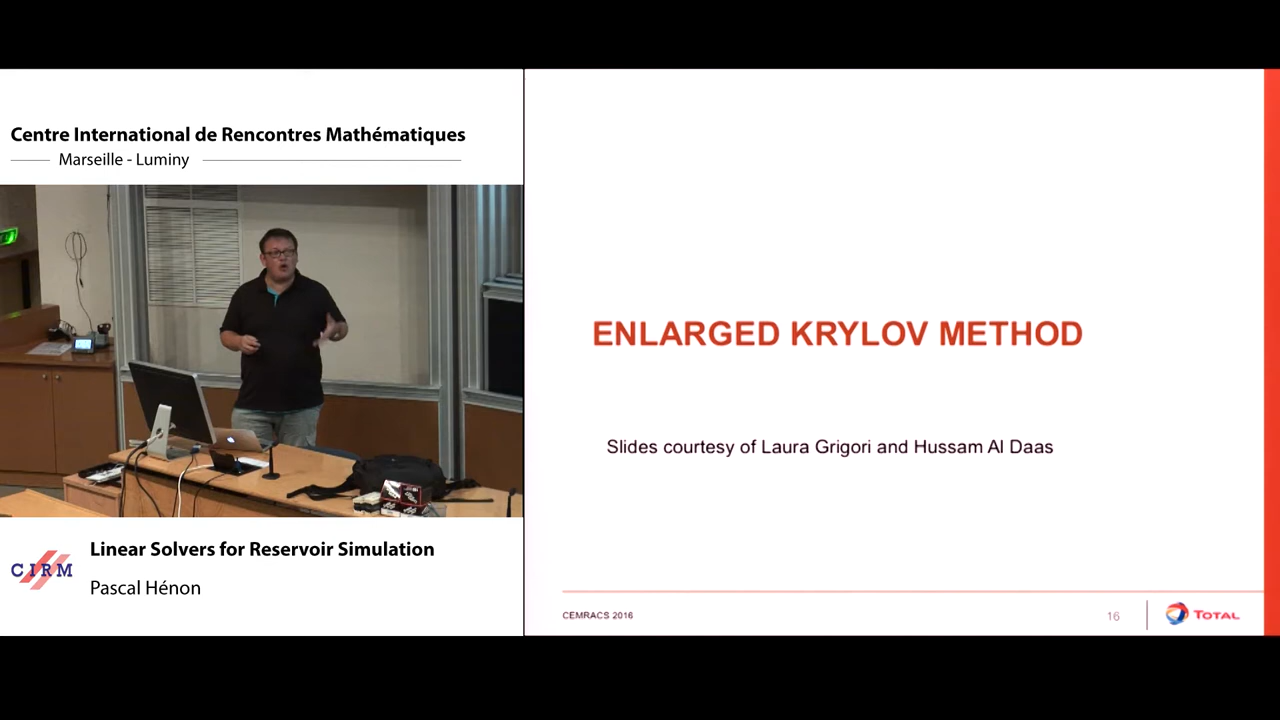 Centre International de Rencontres Mathématiques
Marseille - Luminy
ENLARGED KRYLOV METHOD
Slides courtesy of Laura Grigori and Hussam Al Daas
Linear Solvers for Reservoir Simulation
CIRM
Pascal Hénon
CEMRACS 2016
16
TOTAL